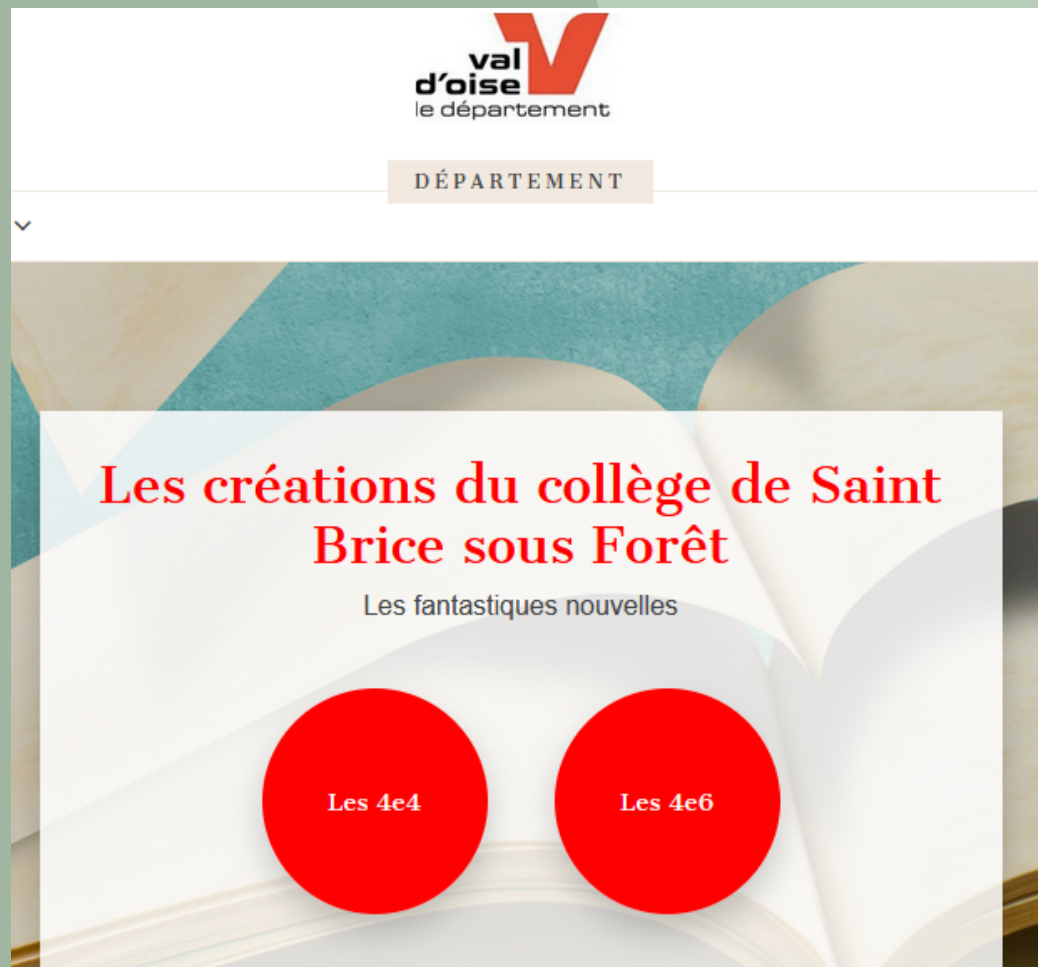 val
d'oise
le département
DÉPARTEMENT
Les créations du collège de Saint
Brice sous Forêt
Les fantastiques nouvelles
Les 4e4
Les 4e6